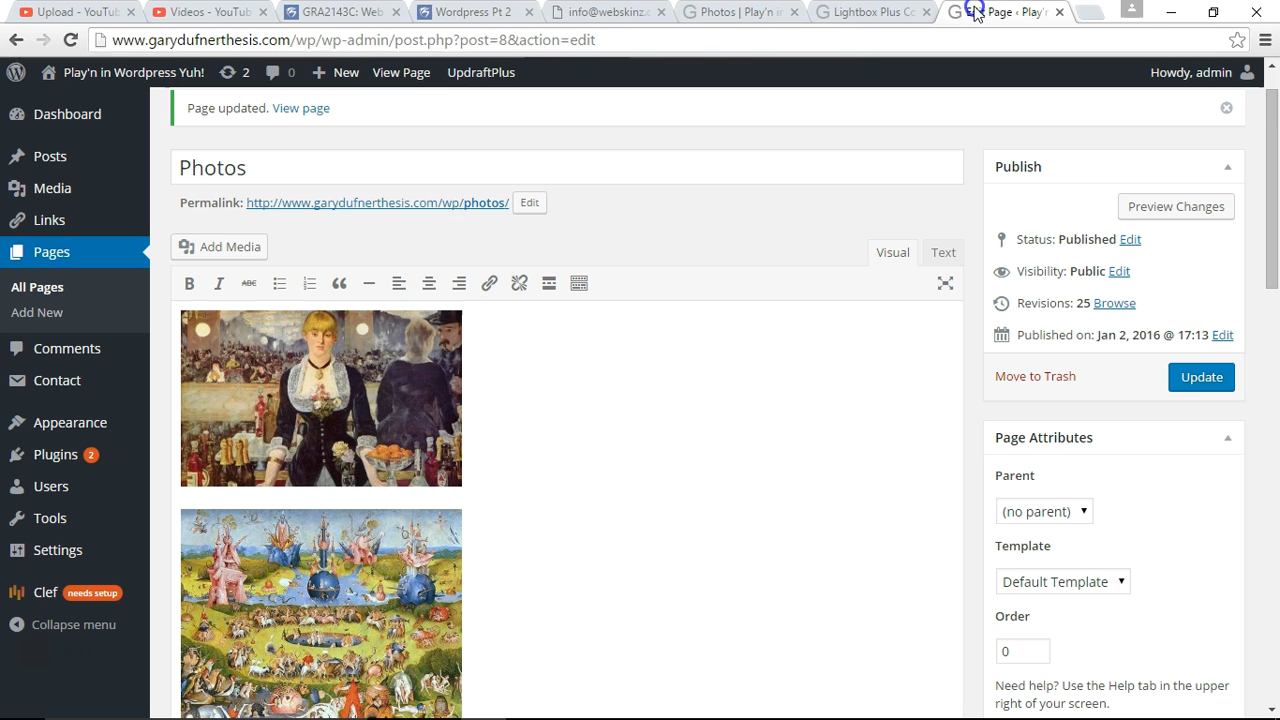 Upload - YouTu
Videos - YouTub
GRA2143C: Web
Wordpress Pt 2
info@webskinz.c
Photos | Play'n i
Lightbox Plus Co
Page ‹ Play'
www.garydufnerthesis.com/wp/wp-admin/post.php?post=8&action=edit
Play'n in Wordpress Yuh! 2 0 New View Page UpdraftPlus Howdy, admin
Dashboard
Posts
Media
Links
Pages
All Pages
Add New
Comments
Contact
Appearance
Plugins 2
Users
Tools
Settings
Clef needs setup
Collapse menu
Page updated. View page
Photos
Permalink: http://www.garydufnerthesis.com/wp/photos/ Edit
Add Media
Visual Text
B I ABC
Publish
Preview Changes
Status: Published Edit
Visibility: Public Edit
Revisions: 25 Browse
Published on: Jan 2, 2016 @ 17:13 Edit
Move to Trash Update
Page Attributes
Parent
(no parent)
Template
Default Template
Order
0
Need help? Use the Help tab in the upper
right of your screen.